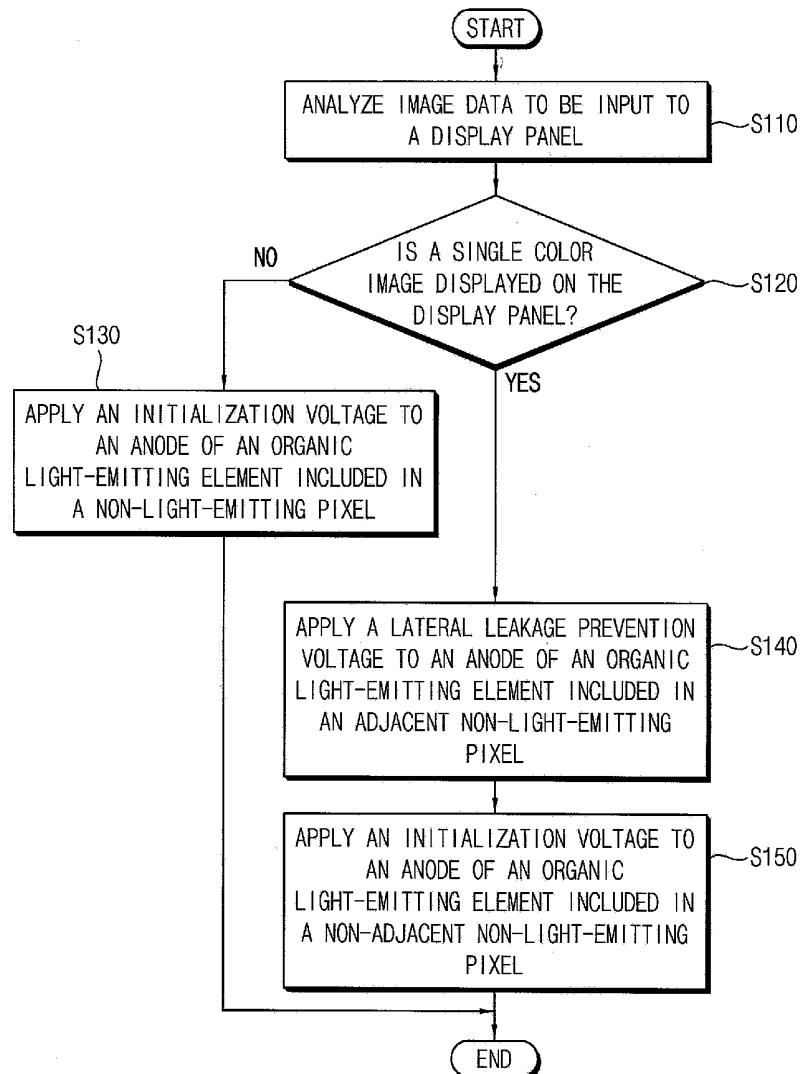 START
ANALYZE IMAGE DATA TO BE INPUT TO
A DISPLAY PANEL
S110
IS A SINGLE COLOR
IMAGE DISPLAYED ON THE
DISPLAY PANEL?
S120
NO
YES
S130
APPLY AN INITIALIZATION VOLTAGE TO
AN ANODE OF AN ORGANIC
LIGHT-EMITTING ELEMENT INCLUDED IN
A NON-LIGHT-EMITTING PIXEL
APPLY A LATERAL LEAKAGE PREVENTION
VOLTAGE TO AN ANODE OF AN ORGANIC
LIGHT-EMITTING ELEMENT INCLUDED IN
AN ADJACENT NON-LIGHT-EMITTING
PIXEL
S140
APPLY AN INITIALIZATION VOLTAGE TO
AN ANODE OF AN ORGANIC
LIGHT-EMITTING ELEMENT INCLUDED IN
A NON-ADJACENT NON-LIGHT-EMITTING
PIXEL
S150
END